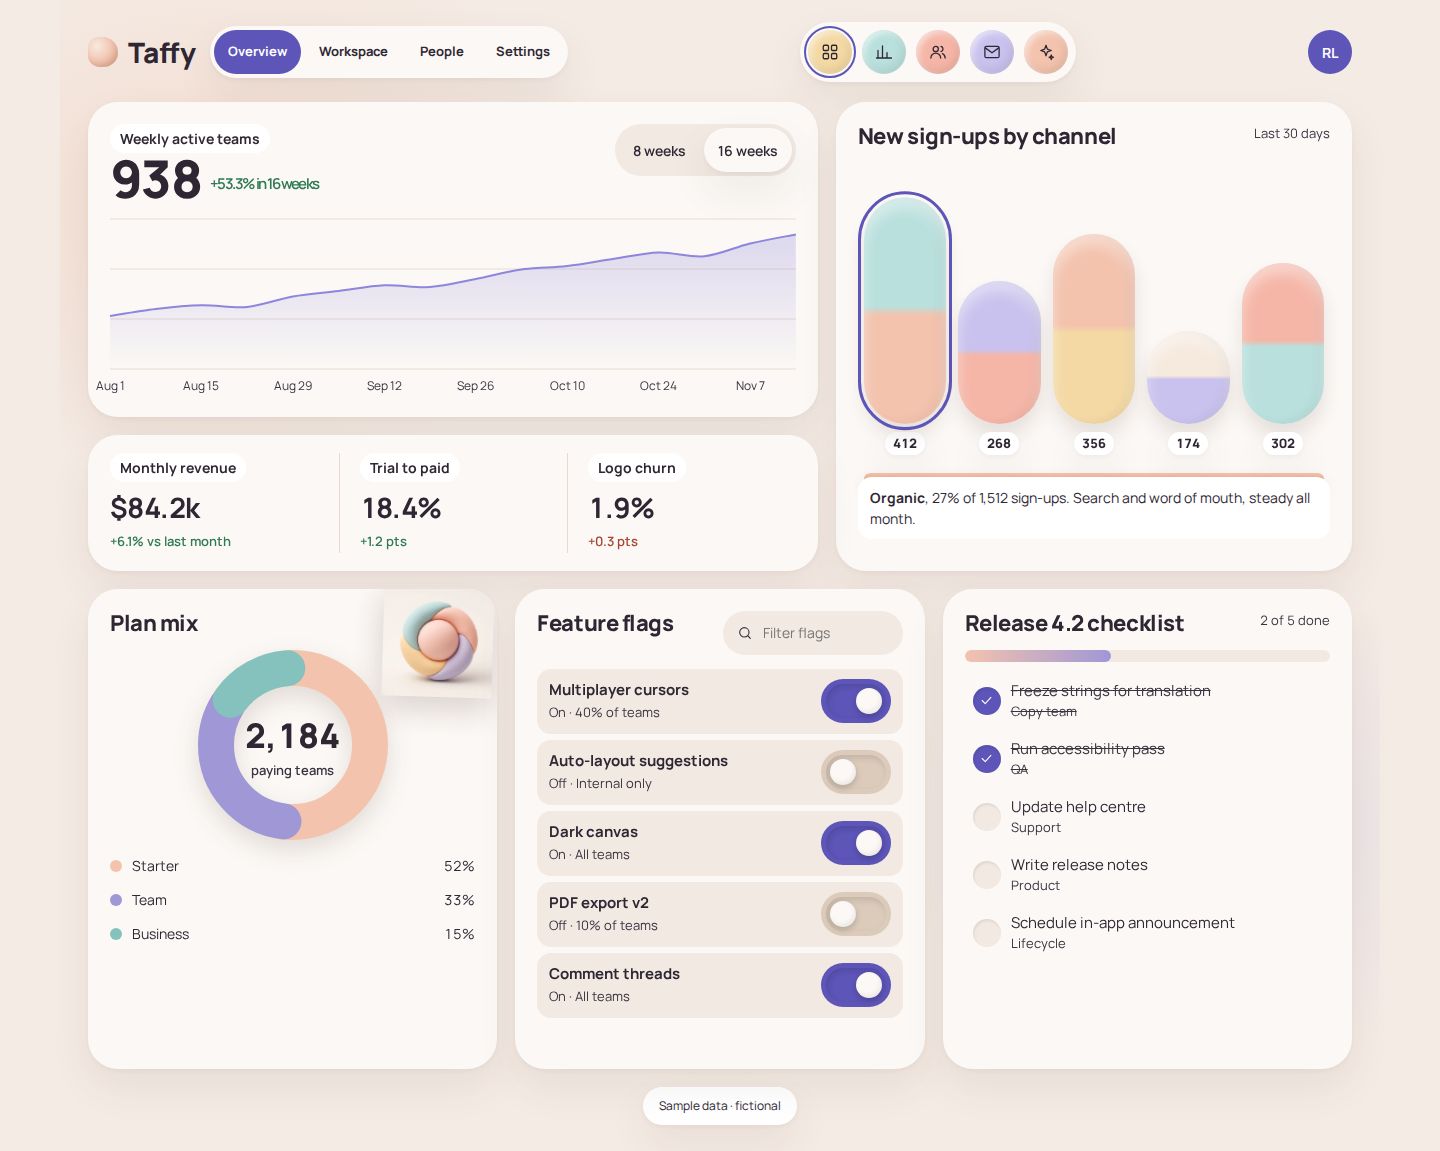 Taffy
Overview
Workspace
People
Settings
RL
Weekly active teams
938 +53.3% in 16 weeks
8 weeks
16 weeks
Aug 1
Aug 15
Aug 29
Sep 12
Sep 26
Oct 10
Oct 24
Nov 7
New sign-ups by channel
Last 30 days
412
268
356
174
302
Organic, 27% of 1,512 sign-ups. Search and word of mouth, steady all
month.
Monthly revenue
$84.2k
+6.1% vs last month
Trial to paid
18.4%
+1.2 pts
Logo churn
1.9%
+0.3 pts
Plan mix
2,184
paying teams
Starter 52%
Team 33%
Business 15%
Feature flags
Filter flags
Multiplayer cursors
On · 40% of teams
Auto-layout suggestions
Off · Internal only
Dark canvas
On · All teams
PDF export v2
Off · 10% of teams
Comment threads
On · All teams
Release 4.2 checklist
2 of 5 done
Freeze strings for translation
Copy team
Run accessibility pass
QA
Update help centre
Support
Write release notes
Product
Schedule in-app announcement
Lifecycle
Sample data · fictional